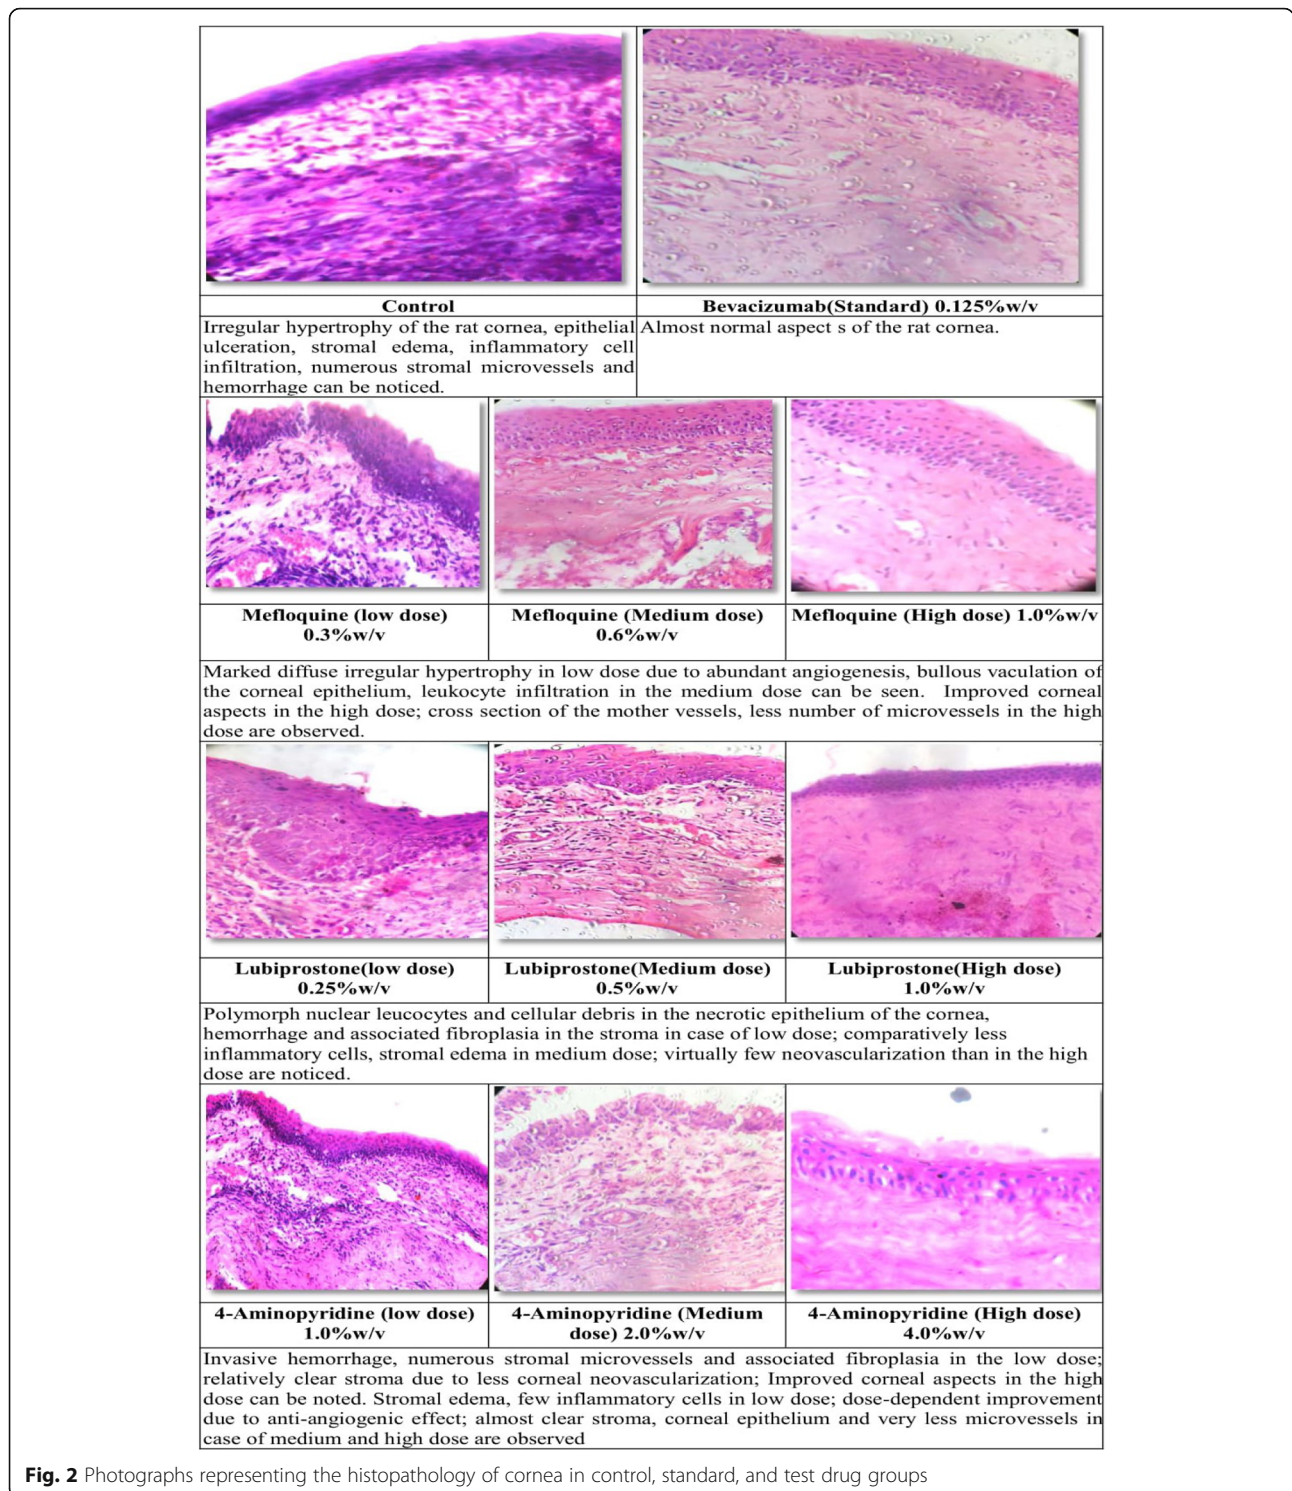 Control
Bevacizumab(Standard) 0.125%w/v
Irregular hypertrophy of the rat cornea, epithelial
ulceration, stromal edema, inflammatory cell
infiltration, numerous stromal microvessels and
hemorrhage can be noticed.
Almost normal aspect s of the rat cornea.
Mefloquine (low dose)
0.3%w/v
Mefloquine (Medium dose)
0.6%w/v
Mefloquine (High dose) 1.0%w/v
Marked diffuse irregular hypertrophy in low dose due to abundant angiogenesis, bullous vaculation of
the corneal epithelium, leukocyte infiltration in the medium dose can be seen. Improved corneal
aspects in the high dose; cross section of the mother vessels, less number of microvessels in the high
dose are observed.
Lubiprostone(low dose)
0.25%w/v
Lubiprostone(Medium dose)
0.5%w/v
Lubiprostone(High dose)
1.0%w/v
Polymorph nuclear leucocytes and cellular debris in the necrotic epithelium of the cornea,
hemorrhage and associated fibroplasia in the stroma in case of low dose; comparatively less
inflammatory cells, stromal edema in medium dose; virtually few neovascularization than in the high
dose are noticed.
4-Aminopyridine (low dose)
1.0%w/v
4-Aminopyridine (Medium
dose) 2.0%w/v
4-Aminopyridine (High dose)
4.0%w/v
Invasive hemorrhage, numerous stromal microvessels and associated fibroplasia in the low dose;
relatively clear stroma due to less corneal neovascularization; Improved corneal aspects in the high
dose can be noted. Stromal edema, few inflammatory cells in low dose; dose-dependent improvement
due to anti-angiogenic effect; almost clear stroma, corneal epithelium and very less microvessels in
case of medium and high dose are observed
Fig. 2 Photographs representing the histopathology of cornea in control, standard, and test drug groups